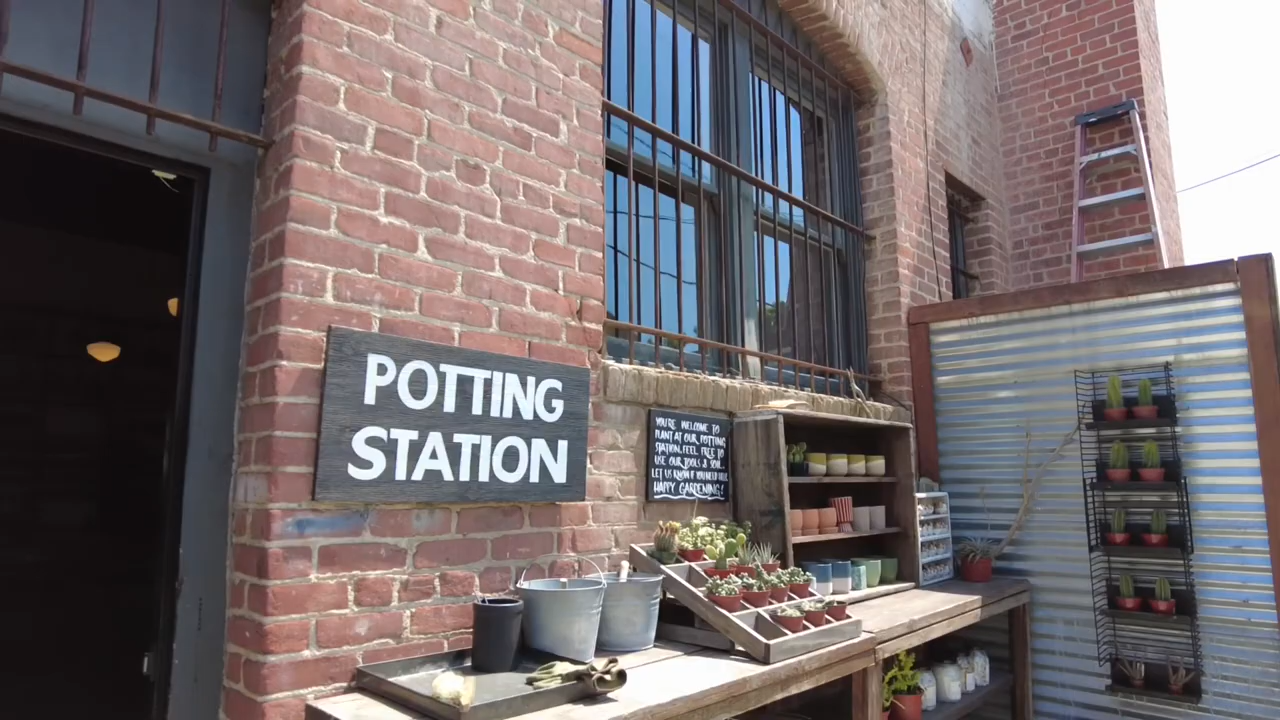 POTTING
STATION
YOU'RE WELCOME TO
PLANT AT OUR POTTING
STATION. FEEL FREE TO
USE OUR TOOLS & SOIL...
LET US KNOW IF YOU NEED
HAPPY GARDENING!